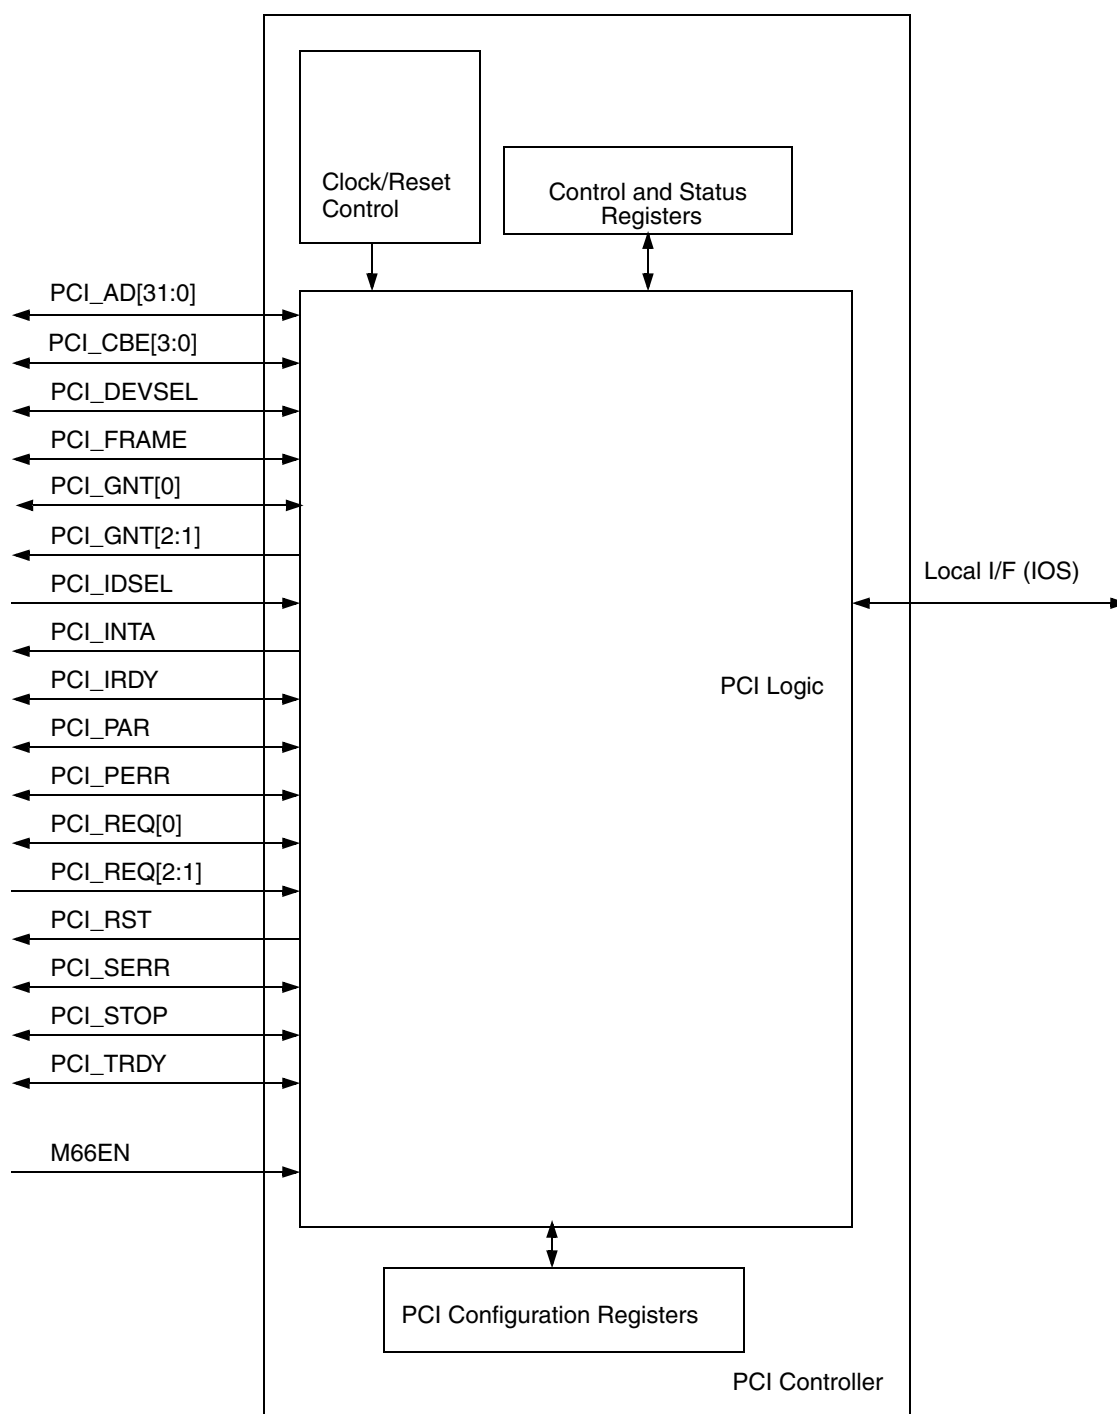 Clock/Reset
Control
Control and Status
Registers
PCI_AD[31:0]
PCI_CBE[3:0]
PCI_DEVSEL
PCI_FRAME
PCI_GNT[0]
PCI_GNT[2:1]
PCI_IDSEL
PCI_INTA
PCI_IRDY
PCI_PAR
PCI_PERR
PCI_REQ[0]
PCI_REQ[2:1]
PCI_RST
PCI_SERR
PCI_STOP
PCI_TRDY
M66EN
Local I/F (IOS)
PCI Logic
PCI Configuration Registers
PCI Controller